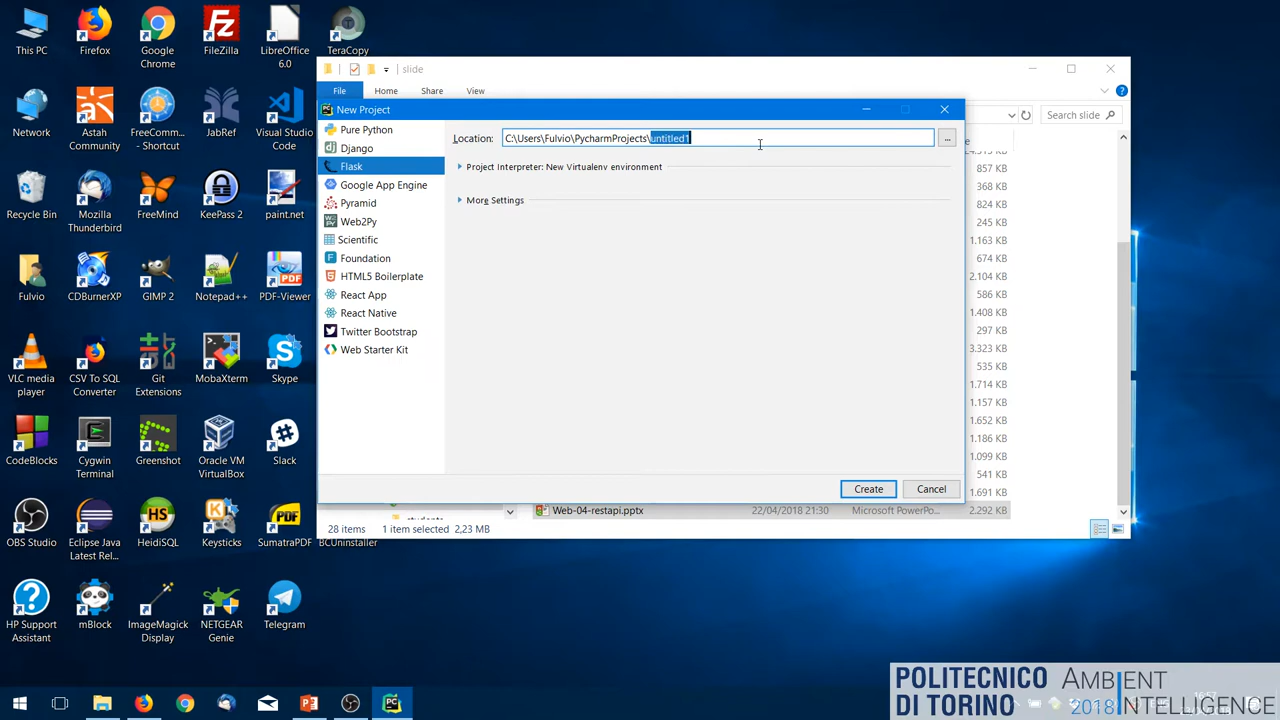 This PC
Firefox
Google
Chrome
FileZilla
LibreOffice
6.0
TeraCopy
Network
Astah
Community
FreeComm...
- Shortcut
JabRef
Visual Studio
Code
Recycle Bin
Mozilla
Thunderbird
FreeMind
KeePass 2
paint.net
Fulvio
CDBurnerXP
GIMP 2
Notepad++
PDF-Viewer
VLC media
player
CSV To SQL
Converter
Git
Extensions
MobaXterm
Skype
CodeBlocks
Cygwin
Terminal
Greenshot
Oracle VM
VirtualBox
Slack
OBS Studio
Eclipse Java
Latest Rel...
HeidiSQL
Keysticks
SumatraPDF
BCUninstaller
HP Support
Assistant
mBlock
ImageMagick
Display
NETGEAR
Genie
Telegram
slide
File
Home
Share
View
Search slide
New Project
Pure Python
Django
Flask
Google App Engine
Pyramid
Web2Py
Scientific
Foundation
HTML5 Boilerplate
React App
React Native
Twitter Bootstrap
Web Starter Kit
Location:
C:\Users\Fulvio\PycharmProjects\untitled1
...
Project Interpreter: New Virtualenv environment
More Settings
Create
Cancel
857 KB
368 KB
824 KB
245 KB
1.163 KB
674 KB
2.104 KB
586 KB
1.408 KB
297 KB
3.323 KB
535 KB
1.714 KB
1.157 KB
1.652 KB
1.186 KB
1.099 KB
541 KB
1.691 KB
Web-04-restapi.pptx
22/04/2018 21:30
Microsoft PowerPo...
2.292 KB
28 items
1 item selected
2,23 MB
POLITECNICO
DI TORINO
AMBIENT
2018 INTELLIGENCE